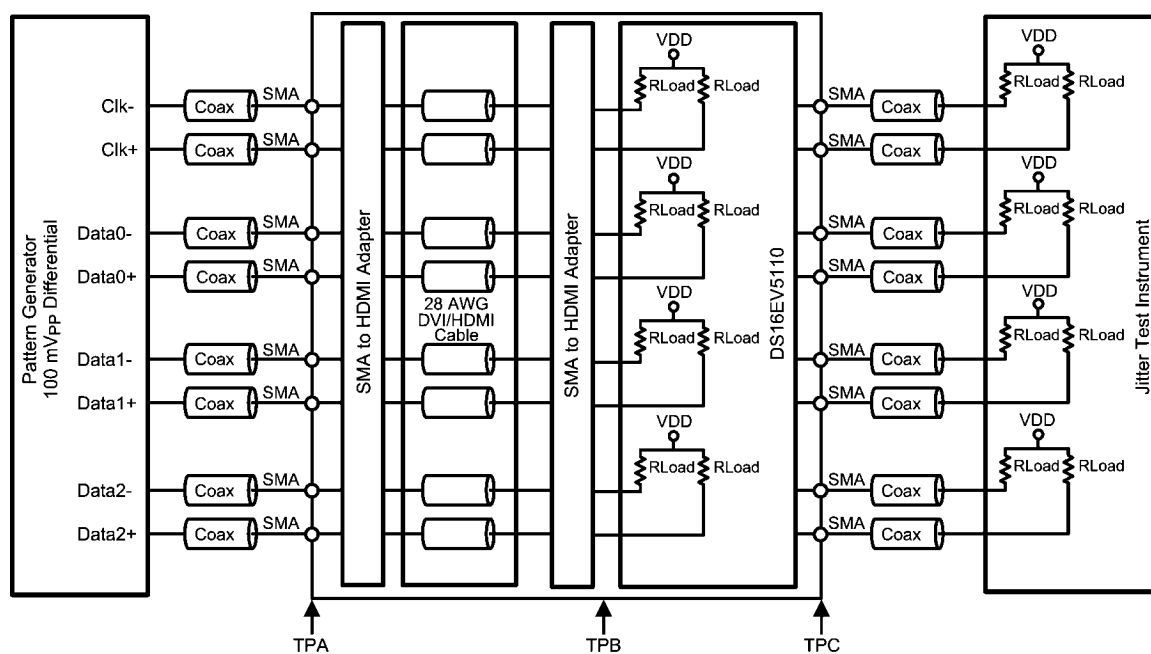 Pattern Generator
100 mVPP Differential
Clk-
Clk+
Data0-
Data0+
Data1-
Data1+
Data2-
Data2+
Coax
SMA
Coax
SMA
Coax
SMA
Coax
SMA
Coax
SMA
Coax
SMA
Coax
SMA
Coax
SMA
SMA to HDMI Adapter
28 AWG
DVI/HDMI
Cable
SMA to HDMI Adapter
VDD
RLoad
RLoad
VDD
RLoad
RLoad
VDD
RLoad
RLoad
VDD
RLoad
RLoad
DS16EV5110
SMA
Coax
SMA
Coax
SMA
Coax
SMA
Coax
SMA
Coax
SMA
Coax
SMA
Coax
SMA
Coax
VDD
RLoad
RLoad
VDD
RLoad
RLoad
VDD
RLoad
RLoad
VDD
RLoad
RLoad
Jitter Test Instrument
TPA
TPB
TPC